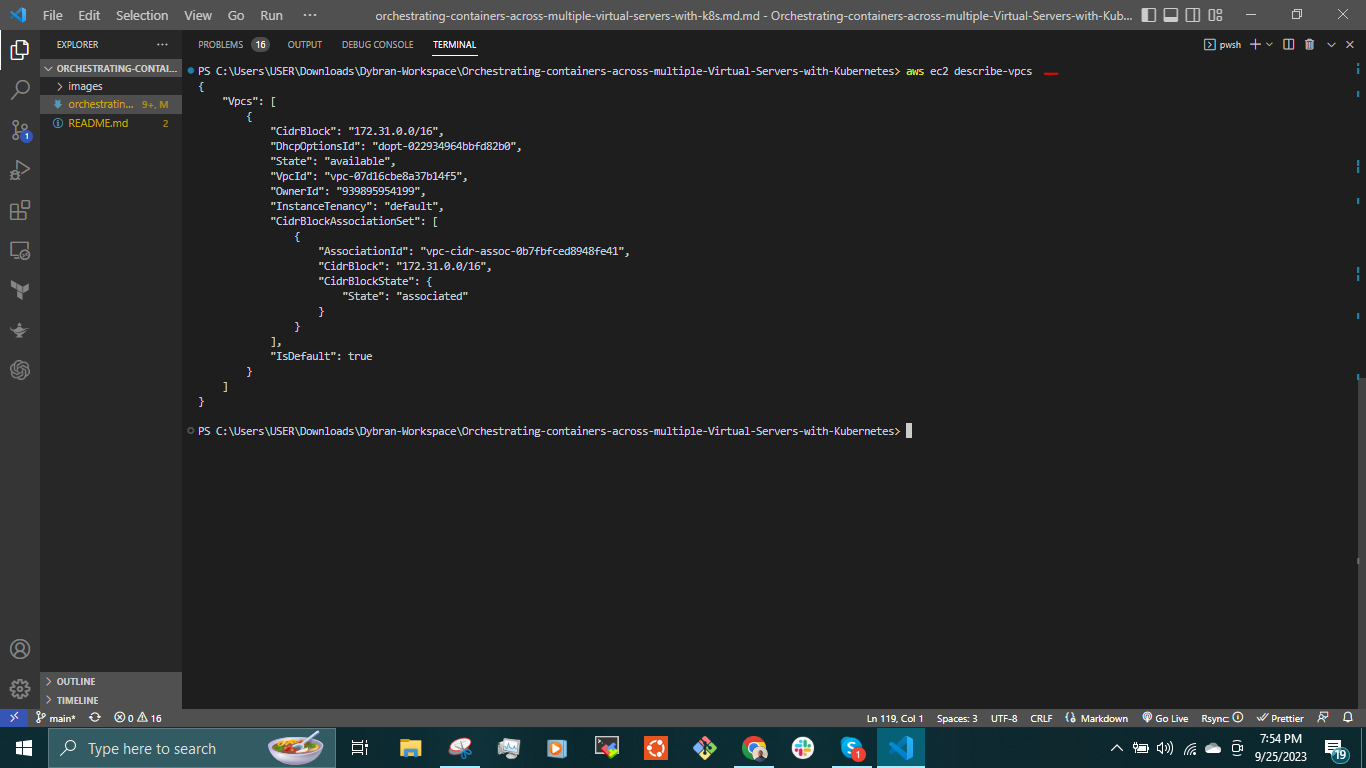 File Edit Selection View Go Run ··· orchestrating-containers-across-multiple-virtual-servers-with-k8s.md.md - Orchestrating-containers-across-multiple-Virtual-Servers-with-Kub...
EXPLORER ···
PROBLEMS 16 OUTPUT DEBUG CONSOLE TERMINAL
pwsh
ORCHESTRATING-CONTAI...
images
orchestratin... 9+, M
README.md 2
PS C:\Users\USER\Downloads\Dybran-Workspace\Orchestrating-containers-across-multiple-Virtual-Servers-with-Kubernetes> aws ec2 describe-vpcs
{
"Vpcs": [
{
"CidrBlock": "172.31.0.0/16",
"DhcpOptionsId": "dopt-022934964bbfd82b0",
"State": "available",
"VpcId": "vpc-07d16cbe8a37b14f5",
"OwnerId": "939895954199",
"InstanceTenancy": "default",
"CidrBlockAssociationSet": [
{
"AssociationId": "vpc-cidr-assoc-0b7fbfced8948fe41",
"CidrBlock": "172.31.0.0/16",
"CidrBlockState": {
"State": "associated"
}
}
],
"IsDefault": true
}
]
}
PS C:\Users\USER\Downloads\Dybran-Workspace\Orchestrating-containers-across-multiple-Virtual-Servers-with-Kubernetes>
1
OUTLINE
TIMELINE
main* 0 16 Ln 119, Col 1 Spaces: 3 UTF-8 CRLF Markdown Go Live Rsync: Prettier
Type here to search
1
7:54 PM
9/25/2023
19